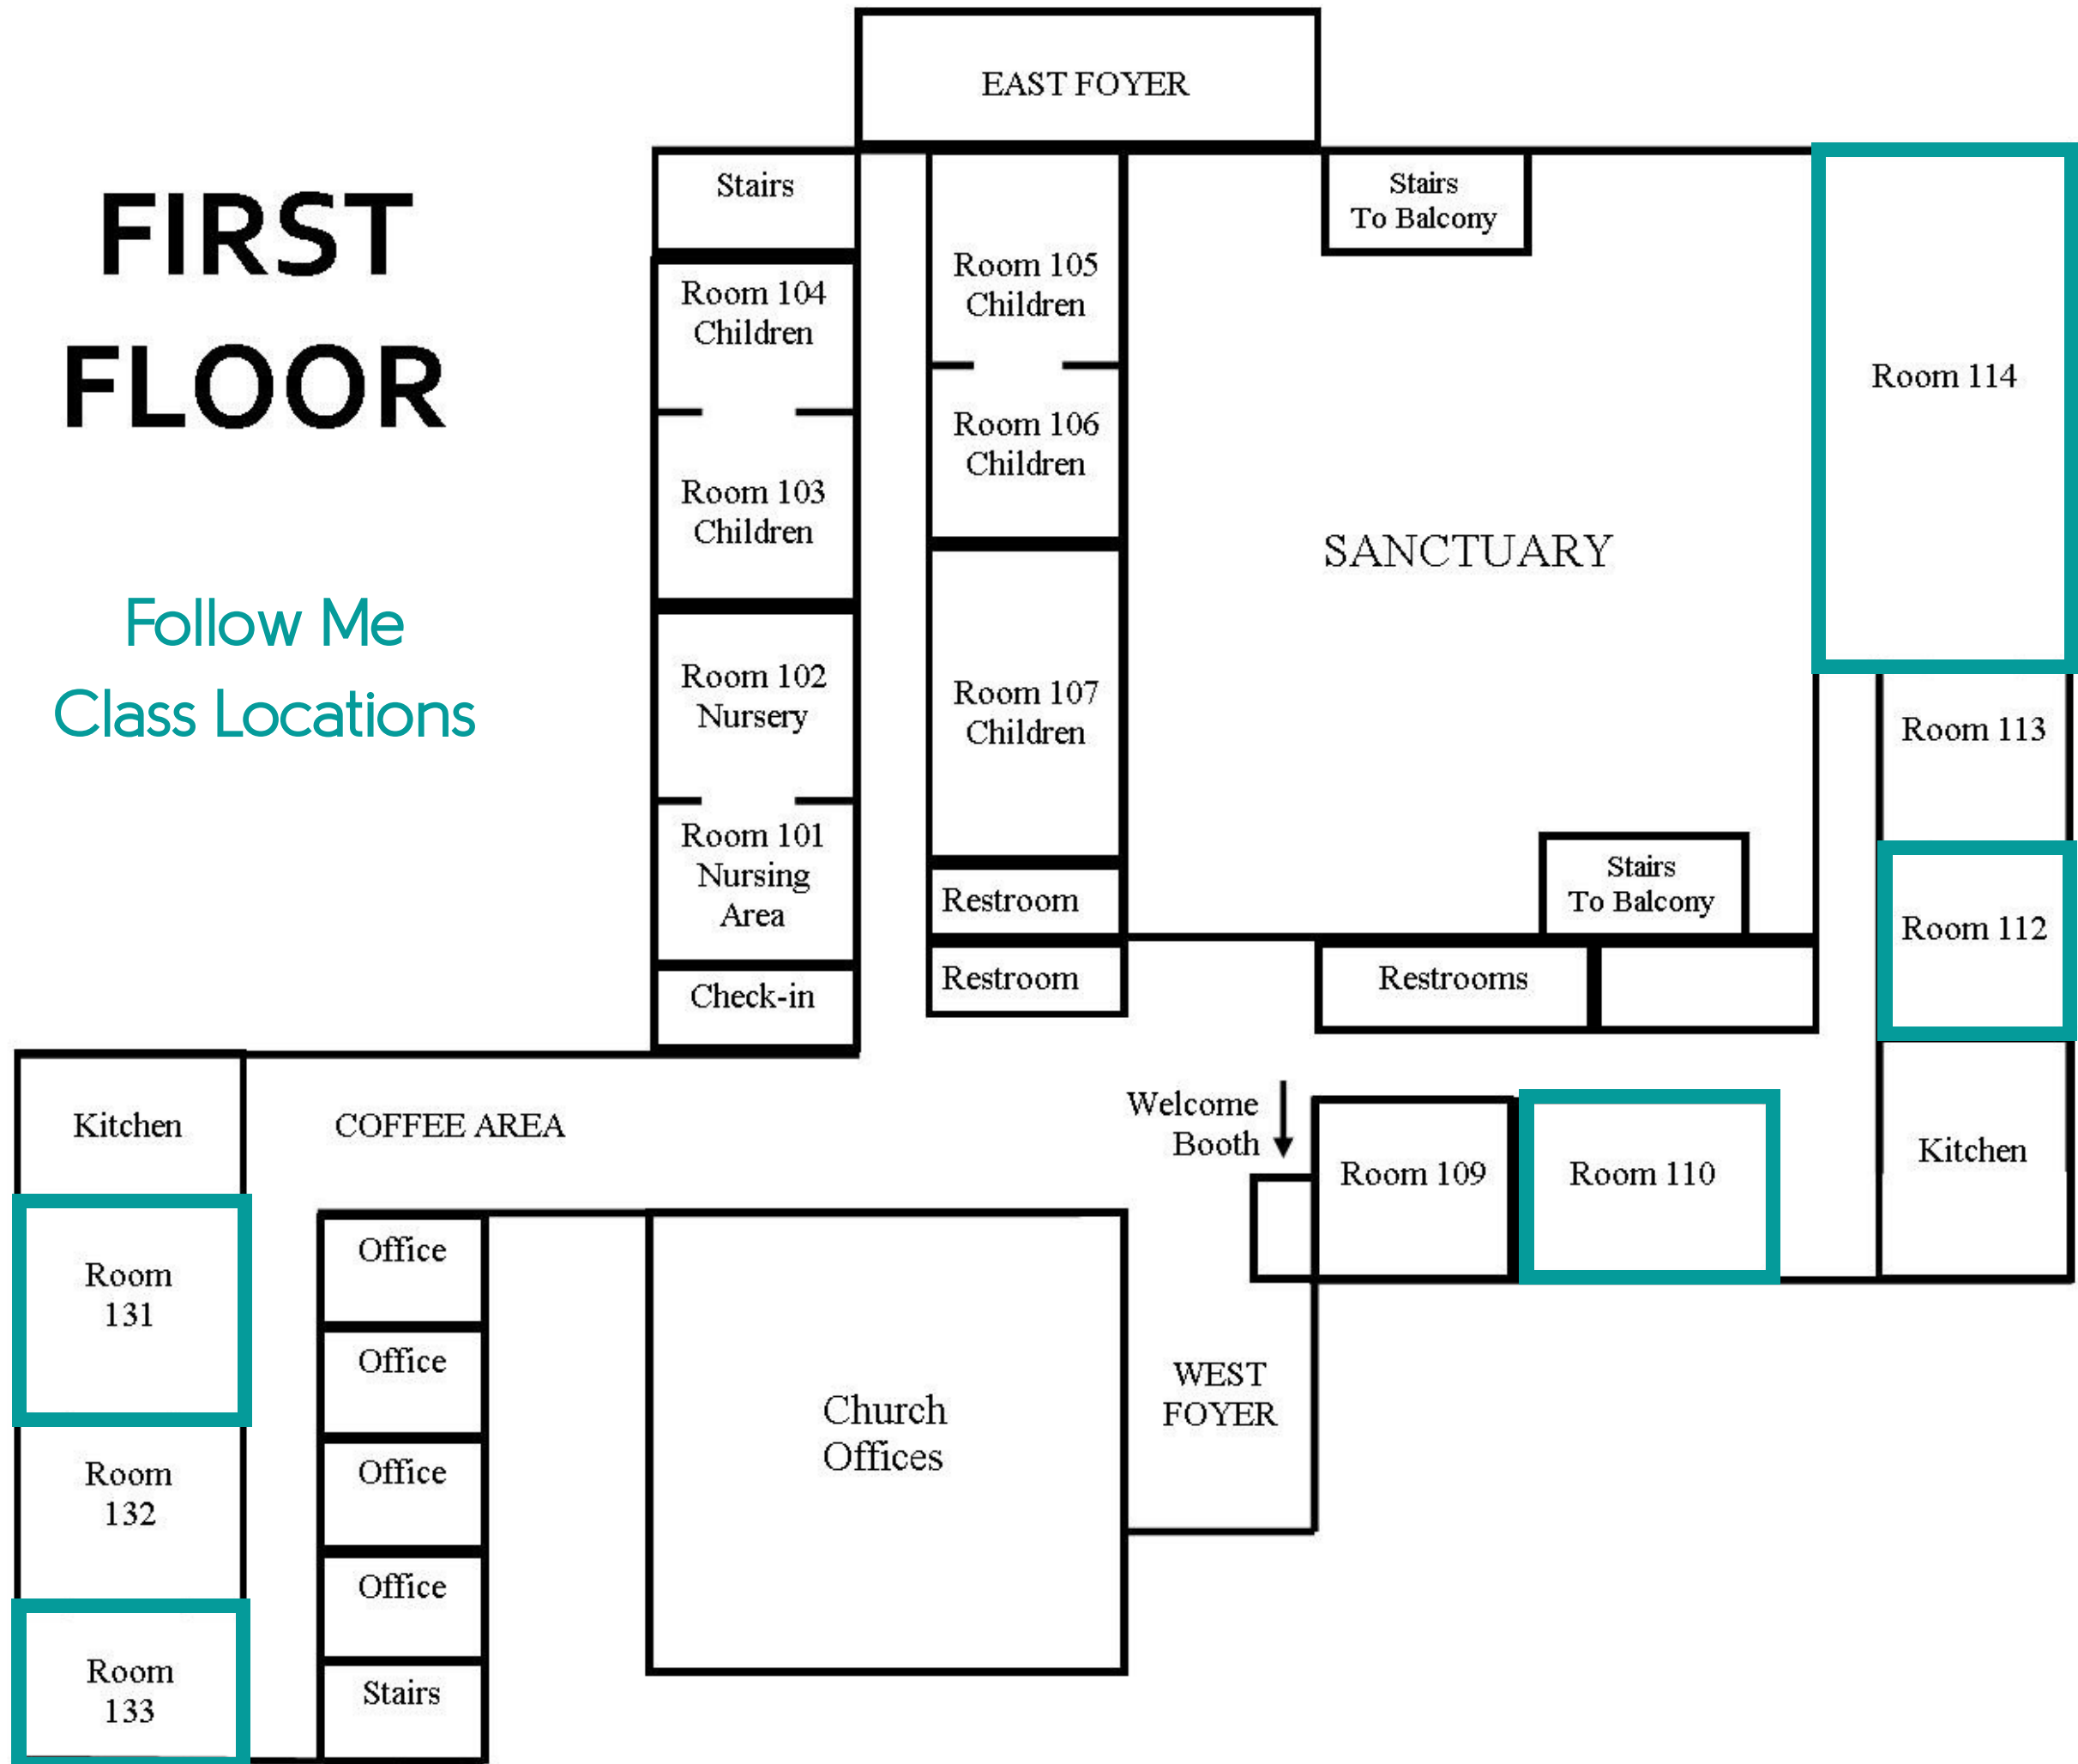 EAST FOYER
FIRST
FLOOR
Follow Me
Class Locations
Stairs
Room 104
Children
Room 103
Children
Room 102
Nursery
Room 101
Nursing
Area
Check-in
Room 105
Children
Room 106
Children
Room 107
Children
Restroom
Restroom
Stairs
To Balcony
SANCTUARY
Stairs
To Balcony
Restrooms
Room 114
Room 113
Room 112
Kitchen
Kitchen
COFFEE AREA
Welcome
Booth
Room 109
Room 110
Room
131
Room
132
Room
133
Office
Office
Office
Office
Stairs
Church
Offices
WEST
FOYER